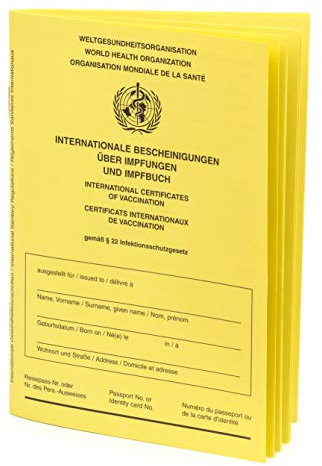 WELTGESUNDHEITSORGANISATION
WORLD HEALTH ORGANIZATION
ORGANISATION MONDIALE DE LA SANTÉ
INTERNATIONALE BESCHEINIGUNGEN
ÜBER IMPFUNGEN
UND IMPFBUCH
INTERNATIONAL CERTIFICATES
OF VACCINATION
CERTIFICATS INTERNATIONAUX
DE VACCINATION
gemäß § 22 Infektionsschutzgesetz
ausgestellt für / issued to / délivré à
Name, Vorname / Surname, given name / Nom, prénom
Geburtsdatum / Born on / Né(e) le in / à
Wohnort und Straße / Address / Domicile et adresse
Reisepass-Nr. oder
Nr. des Pers.-Ausweises
Passport No. or
Identity card No.
Numéro du passeport ou
de la carte d'identité